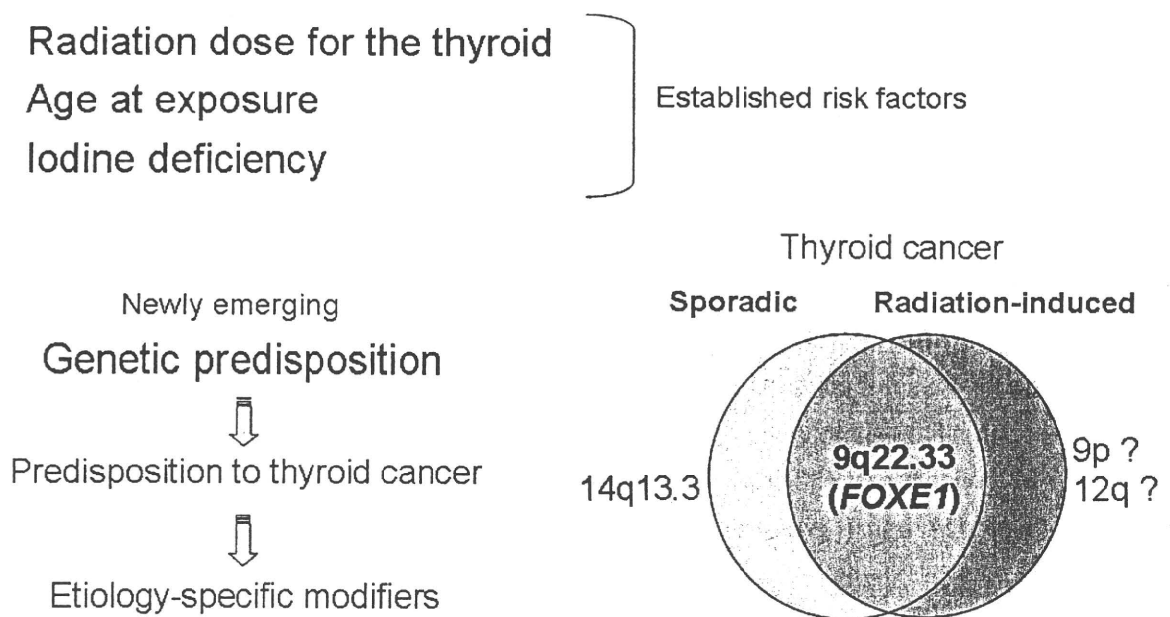 Radiation dose for the thyroid
Age at exposure
Iodine deficiency
Established risk factors
Newly emerging
Genetic predisposition
Predisposition to thyroid cancer
Etiology-specific modifiers
Thyroid cancer
Sporadic Radiation-induced
14q13.3
9q22.33
(FOXE1)
9p ?
12q ?